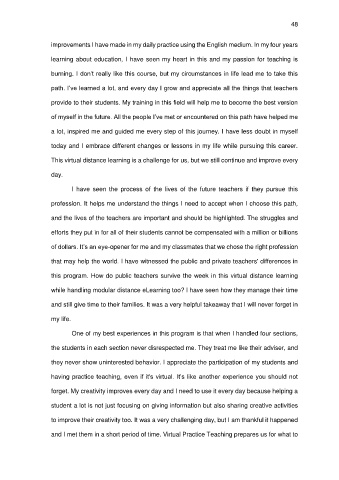 48
improvements I have made in my daily practice using the English medium. In my four years
learning about education, I have seen my heart in this and my passion for teaching is
burning. I don't really like this course, but my circumstances in life lead me to take this
path. I've learned a lot, and every day I grow and appreciate all the things that teachers
provide to their students. My training in this field will help me to become the best version
of myself in the future. All the people I've met or encountered on this path have helped me
a lot, inspired me and guided me every step of this journey. I have less doubt in myself
today and I embrace different changes or lessons in my life while pursuing this career.
This virtual distance learning is a challenge for us, but we still continue and improve every
day.
I have seen the process of the lives of the future teachers if they pursue this
profession. It helps me understand the things I need to accept when I choose this path,
and the lives of the teachers are important and should be highlighted. The struggles and
efforts they put in for all of their students cannot be compensated with a million or billions
of dollars. It's an eye-opener for me and my classmates that we chose the right profession
that may help the world. I have witnessed the public and private teachers' differences in
this program. How do public teachers survive the week in this virtual distance learning
while handling modular distance eLearning too? I have seen how they manage their time
and still give time to their families. It was a very helpful takeaway that I will never forget in
my life.
One of my best experiences in this program is that when I handled four sections,
the students in each section never disrespected me. They treat me like their adviser, and
they never show uninterested behavior. I appreciate the participation of my students and
having practice teaching, even if it's virtual. It's like another experience you should not
forget. My creativity improves every day and I need to use it every day because helping a
student a lot is not just focusing on giving information but also sharing creative activities
to improve their creativity too. It was a very challenging day, but I am thankful it happened
and I met them in a short period of time. Virtual Practice Teaching prepares us for what to